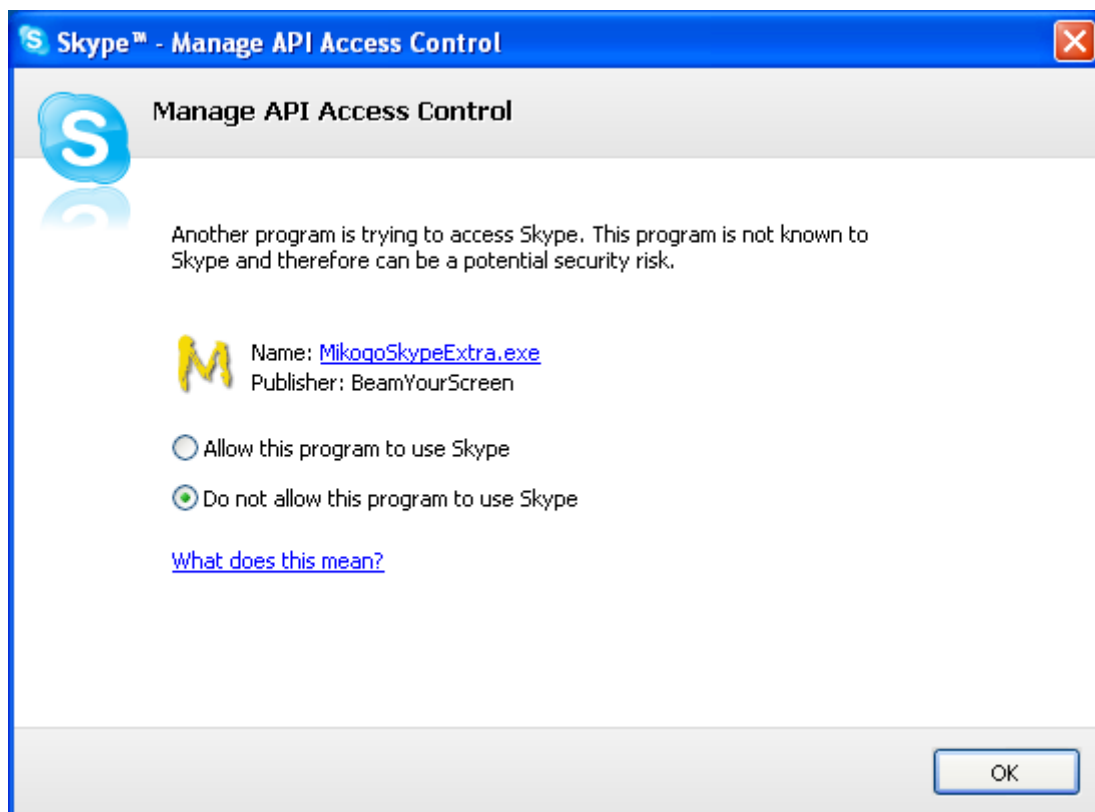 Skype™ - Manage API Access Control
Manage API Access Control
Another program is trying to access Skype. This program is not known to
Skype and therefore can be a potential security risk.
Name: MikogoSkypeExtra.exe
Publisher: BeamYourScreen
Allow this program to use Skype
Do not allow this program to use Skype
What does this mean?
OK